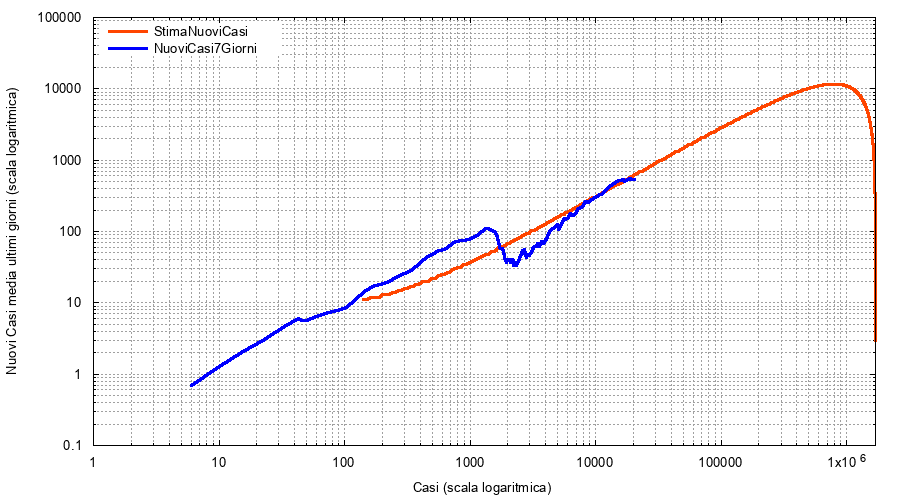 100000
10000
1000
100
10
1
0.1
StimaNuoviCasi
NuoviCasi7Giorni
Nuovi Casi media ultimi giorni (scala logaritmica)
1 10 100 1000 10000 100000 1x10 6
Casi (scala logaritmica)